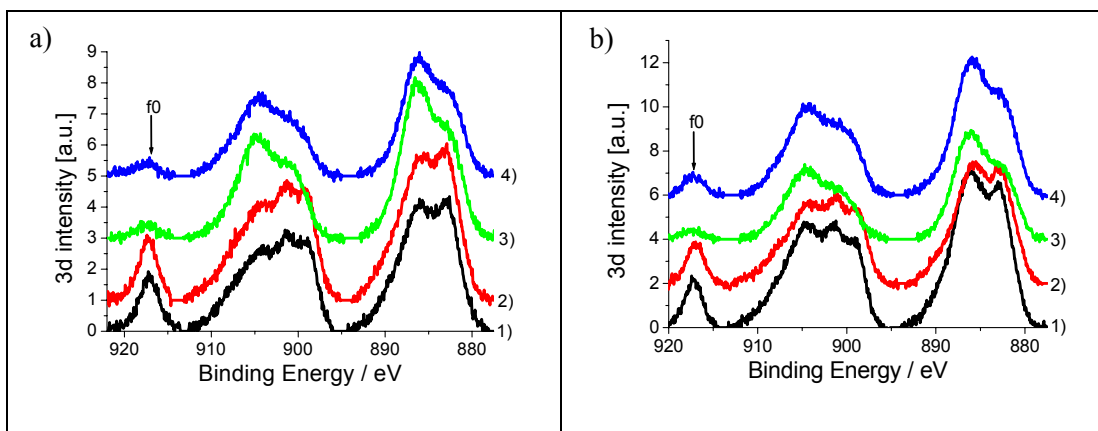 a)
3d intensity [a.u.]
9
8
7
6
5
4
3
2
1
0
f0
4)
3)
2)
1)
920 910 900 890 880
Binding Energy / eV
b)
3d intensity [a.u.]
12
10
8
6
4
2
0
f0
4)
3)
2)
1)
920 910 900 890 880
Binding Energy / eV